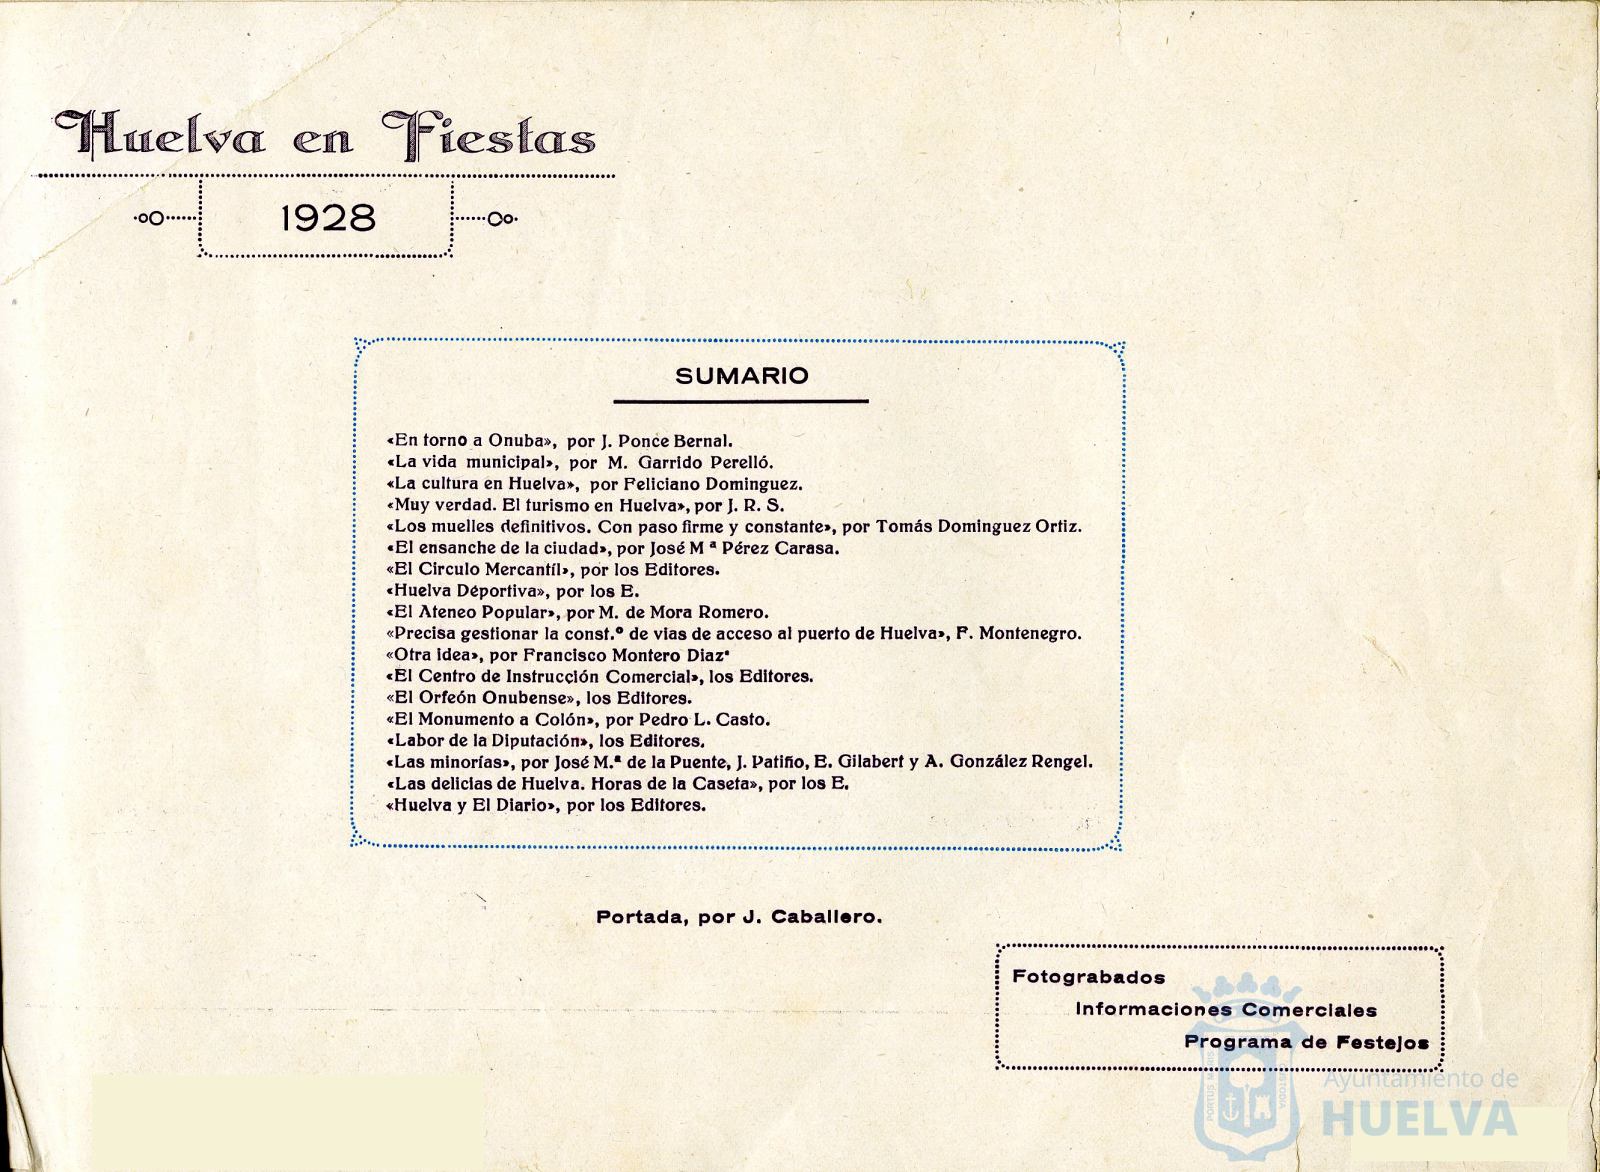 Huelva en Fiestas
1928
SUMARIO
«En torno a Onuba», por J. Ponce Bernal.
«La vida municipal», por M. Garrido Perelló.
«La cultura en Huelva», por Feliciano Dominguez.
«Muy verdad. El turismo en Huelva», por J. R. S.
«Los muelles definitivos. Con paso firme y constante», por Tomás Dominguez Ortiz.
«El ensanche de la ciudad», por José M ª Pérez Carasa.
«El Circulo Mercantíl», por los Editores.
«Huelva Déportiva», por los E.
«El Ateneo Popular», por M. de Mora Romero.
«Precisa gestionar la const.º de vias de acceso al puerto de Huelva», F. Montenegro.
«Otra idea», por Francisco Montero Diaz·
«El Centro de Instrucción Comercial», los Editores.
«El Orfeón Onubense», los Editores.
«El Monumento a Colón», por Pedro L. Casto.
«Labor de la Diputación», los Editores.
«Las minorías», por José M.ª de la Puente, J. Patiño, E. Gilabert y A. González Rengel.
«Las delicias de Huelva. Horas de la Caseta», por los E.
«Huelva y El Diario», por los Editores.
Portada, por J. Caballero.
Fotograbados
Informaciones Comerciales
Programa de Festejos
PORTUS MARIS
CUSTODIA
Ayuntamiento de
HUELVA